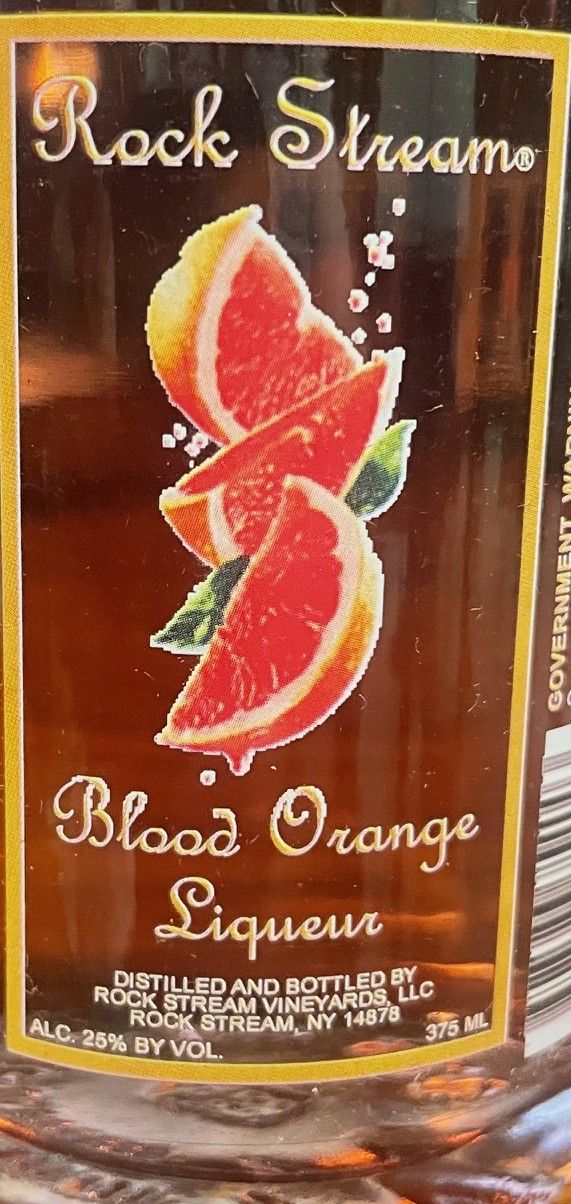 Rock Stream®
Blood Orange
Liqueur
DISTILLED AND BOTTLED BY
ROCK STREAM VINEYARDS, LLC
ROCK STREAM, NY 14878
ALC. 25% BY VOL.
375 ML
GOVERNMENT